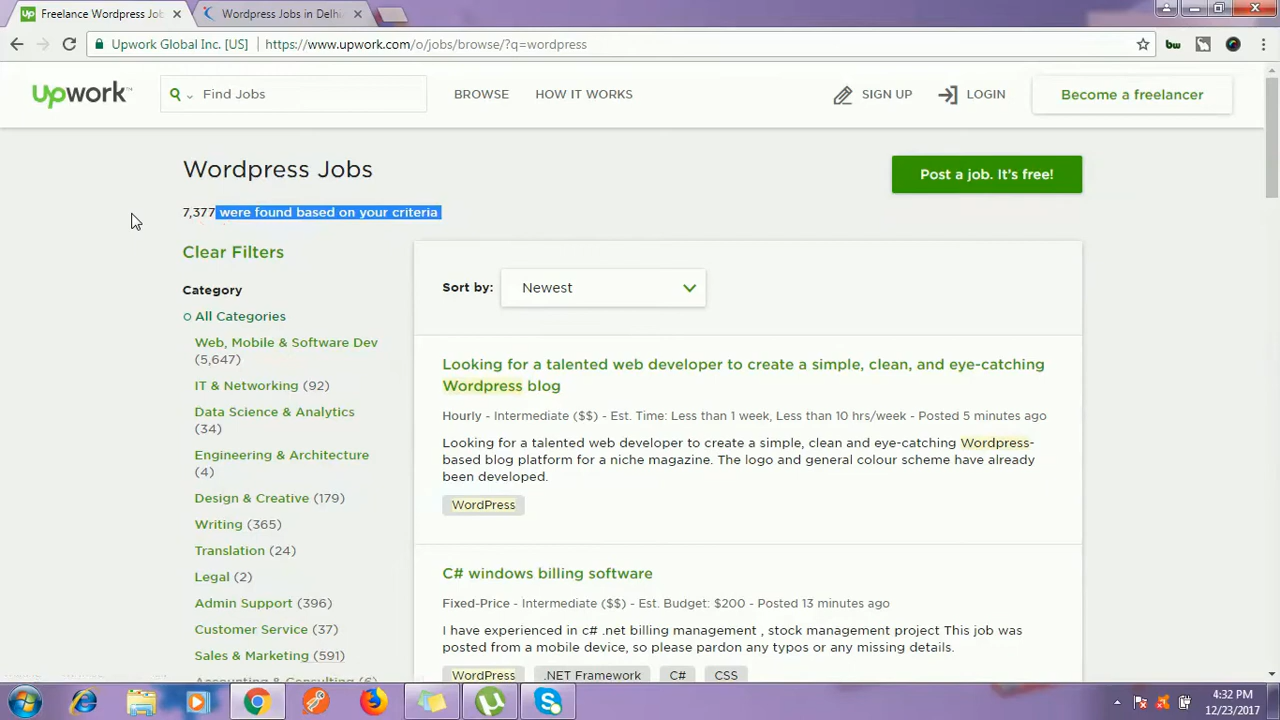 Freelance Wordpress Job
Wordpress Jobs in Delhi
Upwork Global Inc. [US]
https://www.upwork.com/o/jobs/browse/?q=wordpress
bw
upwork
Find Jobs
BROWSE
HOW IT WORKS
SIGN UP
LOGIN
Become a freelancer
Wordpress Jobs
Post a job. It's free!
7,377 were found based on your criteria
Clear Filters
Category
All Categories
Web, Mobile & Software Dev
(5,647)
IT & Networking (92)
Data Science & Analytics
(34)
Engineering & Architecture
(4)
Design & Creative (179)
Writing (365)
Translation (24)
Legal (2)
Admin Support (396)
Customer Service (37)
Sales & Marketing (591)
Accounting & Consulting (6)
Sort by: Newest
Looking for a talented web developer to create a simple, clean, and eye-catching
Wordpress blog
Hourly - Intermediate ($$) - Est. Time: Less than 1 week, Less than 10 hrs/week - Posted 5 minutes ago
Looking for a talented web developer to create a simple, clean and eye-catching Wordpress-
based blog platform for a niche magazine. The logo and general colour scheme have already
been developed.
WordPress
C# windows billing software
Fixed-Price - Intermediate ($$) - Est. Budget: $200 - Posted 13 minutes ago
I have experienced in c# .net billing management , stock management project This job was
posted from a mobile device, so please pardon any typos or any missing details.
WordPress .NET Framework C# CSS
4:32 PM
12/23/2017